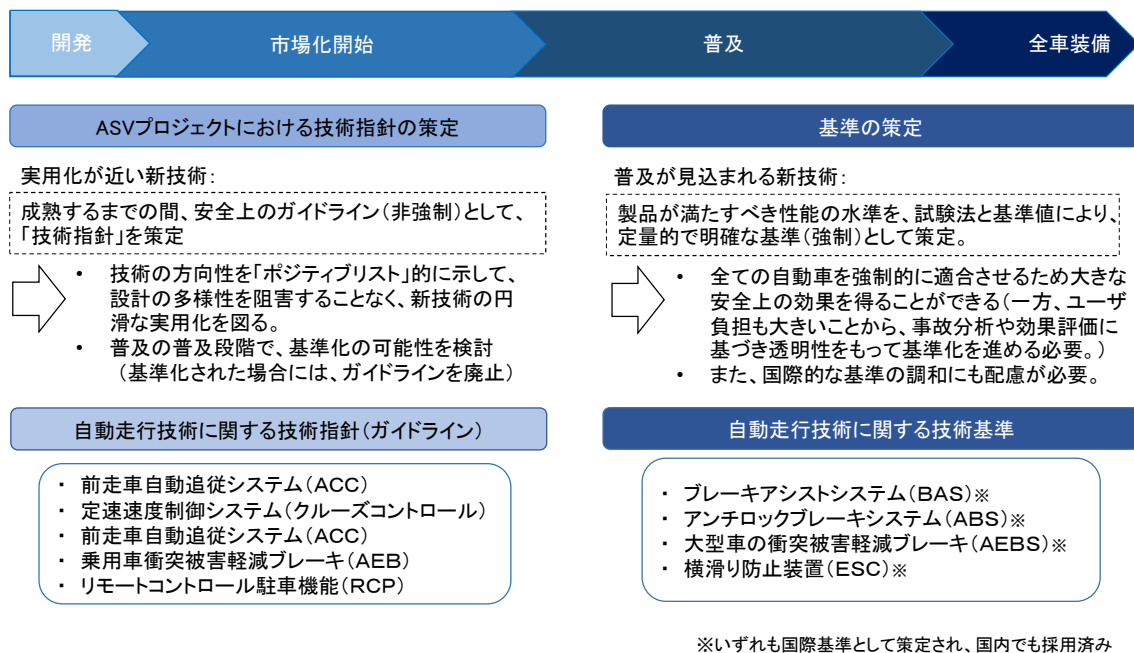 開発
市場化開始
普及
全車装備
ASVプロジェクトにおける技術指針の策定
実用化が近い新技術:
成熟するまでの間、安全上のガイドライン(非強制)として、
「技術指針」を策定
・ 技術の方向性を「ポジティブリスト」的に示して、
設計の多様性を阻害することなく、新技術の円
滑な実用化を図る。
・ 普及の普及段階で、基準化の可能性を検討
(基準化された場合には、ガイドラインを廃止)
自動走行技術に関する技術指針(ガイドライン)
・ 前走車自動追従システム(ACC)
・ 定速速度制御システム(クルーズコントロール)
・ 前走車自動追従システム(ACC)
・ 乗用車衝突被害軽減ブレーキ(AEB)
・ リモートコントロール駐車機能(RCP)
基準の策定
普及が見込まれる新技術:
製品が満たすべき性能の水準を、試験法と基準値により、
定量的で明確な基準(強制)として策定。
・ 全ての自動車を強制的に適合させるため大きな
安全上の効果を得ることができる(一方、ユーザ
負担も大きいことから、事故分析や効果評価に
基づき透明性をもって基準化を進める必要。)
・ また、国際的な基準の調和にも配慮が必要。
自動走行技術に関する技術基準
・ ブレーキアシストシステム(BAS)※
・ アンチロックブレーキシステム(ABS)※
・ 大型車の衝突被害軽減ブレーキ(AEBS)※
・ 横滑り防止装置(ESC)※
※いずれも国際基準として策定され、国内でも採用済み